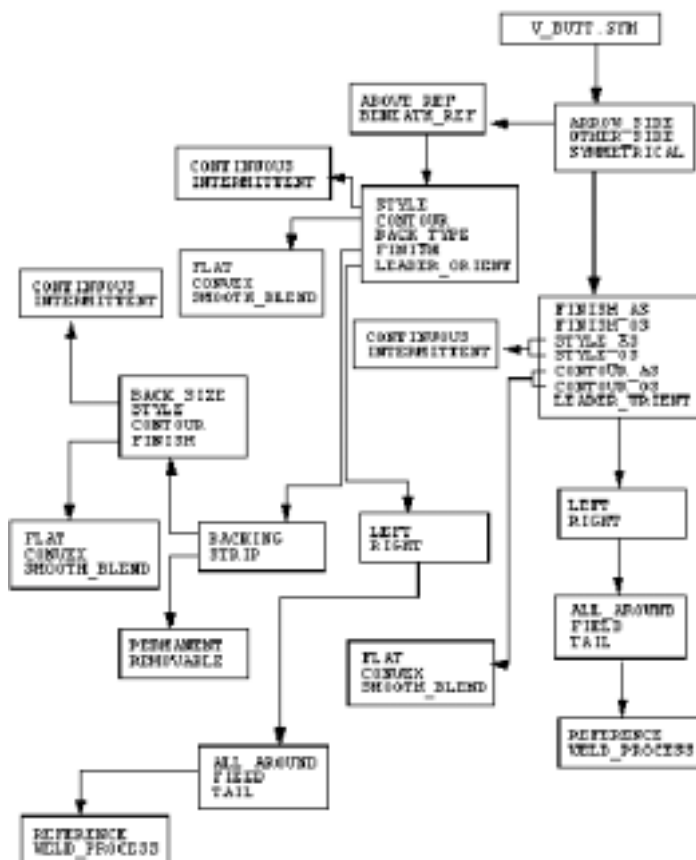 V_BUTT.SYM
ABOVE_REF
BENEATH_REF
ARROW_SIDE
OTHER_SIDE
SYMMETRICAL
CONTINUOUS
INTERMITTENT
STYLE
CONTOUR
BACK_TYPE
FINISH
LEADER_ORIENT
FLAT
CONVEX
SMOOTH_BLEND
CONTINUOUS
INTERMITTENT
FINISH_AS
FINISH_OS
STYLE_AS
STYLE_OS
CONTOUR_AS
CONTOUR_OS
LEADER_ORIENT
CONTINUOUS
INTERMITTENT
BACK_SIZE
STYLE
CONTOUR
FINISH
LEFT
RIGHT
FLAT
CONVEX
SMOOTH_BLEND
BACKING
STRIP
LEFT
RIGHT
ALL_AROUND
FIELD
TAIL
PERMANENT
REMOVABLE
FLAT
CONVEX
SMOOTH_BLEND
REFERENCE
WELD_PROCESS
ALL_AROUND
FIELD
TAIL
REFERENCE
WELD_PROCESS